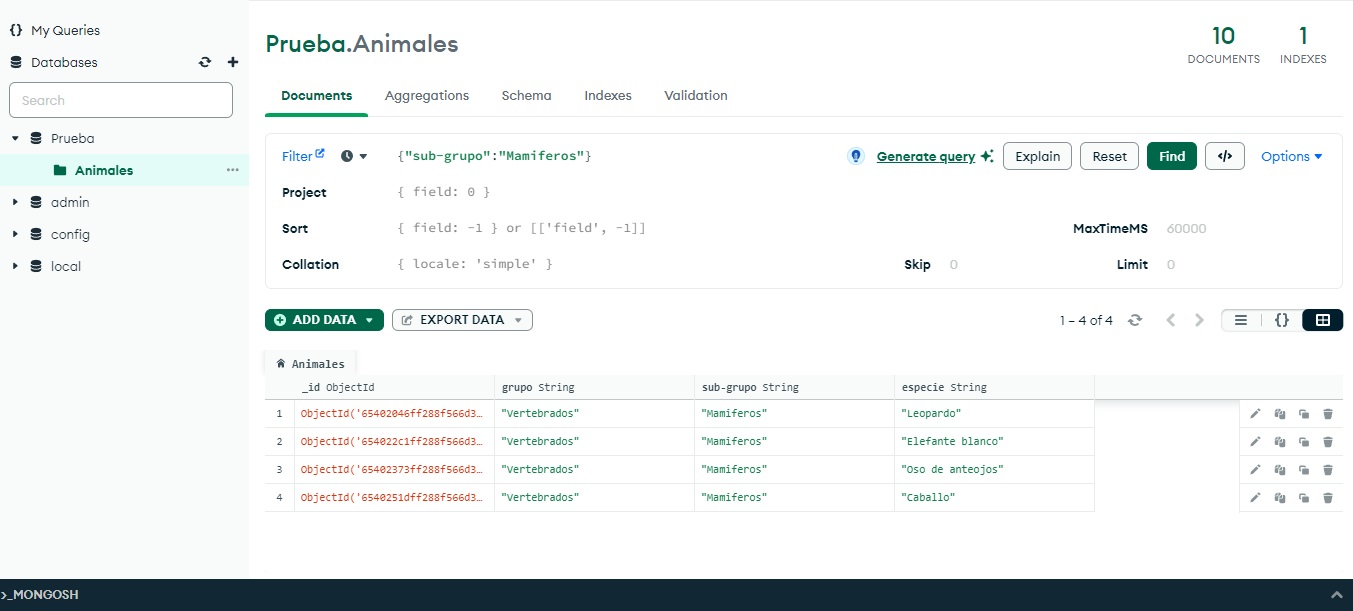 {} My Queries
Databases
Search
Prueba
Animales
admin
config
local
Prueba.Animales
10
DOCUMENTS
1
INDEXES
Documents Aggregations Schema Indexes Validation
Filter {"sub-grupo":"Mamiferos"} Generate query Explain Reset Find </> Options
Project { field: 0 }
Sort { field: -1 } or [['field', -1]] MaxTimeMS 60000
Collation { locale: 'simple' } Skip 0 Limit 0
ADD DATA EXPORT DATA 1 – 4 of 4 {}
Animales
_id ObjectId grupo String sub-grupo String especie String
1 ObjectId('65402046ff288f566d3… "Vertebrados" "Mamiferos" "Leopardo"
2 ObjectId('654022c1ff288f566d3… "Vertebrados" "Mamiferos" "Elefante blanco"
3 ObjectId('65402373ff288f566d3… "Vertebrados" "Mamiferos" "Oso de anteojos"
4 ObjectId('6540251dff288f566d3… "Vertebrados" "Mamiferos" "Caballo"
>_MONGOSH